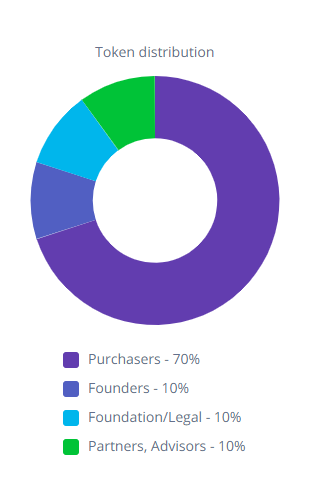 Token distribution
Purchasers - 70%
Founders - 10%
Foundation/Legal - 10%
Partners, Advisors - 10%